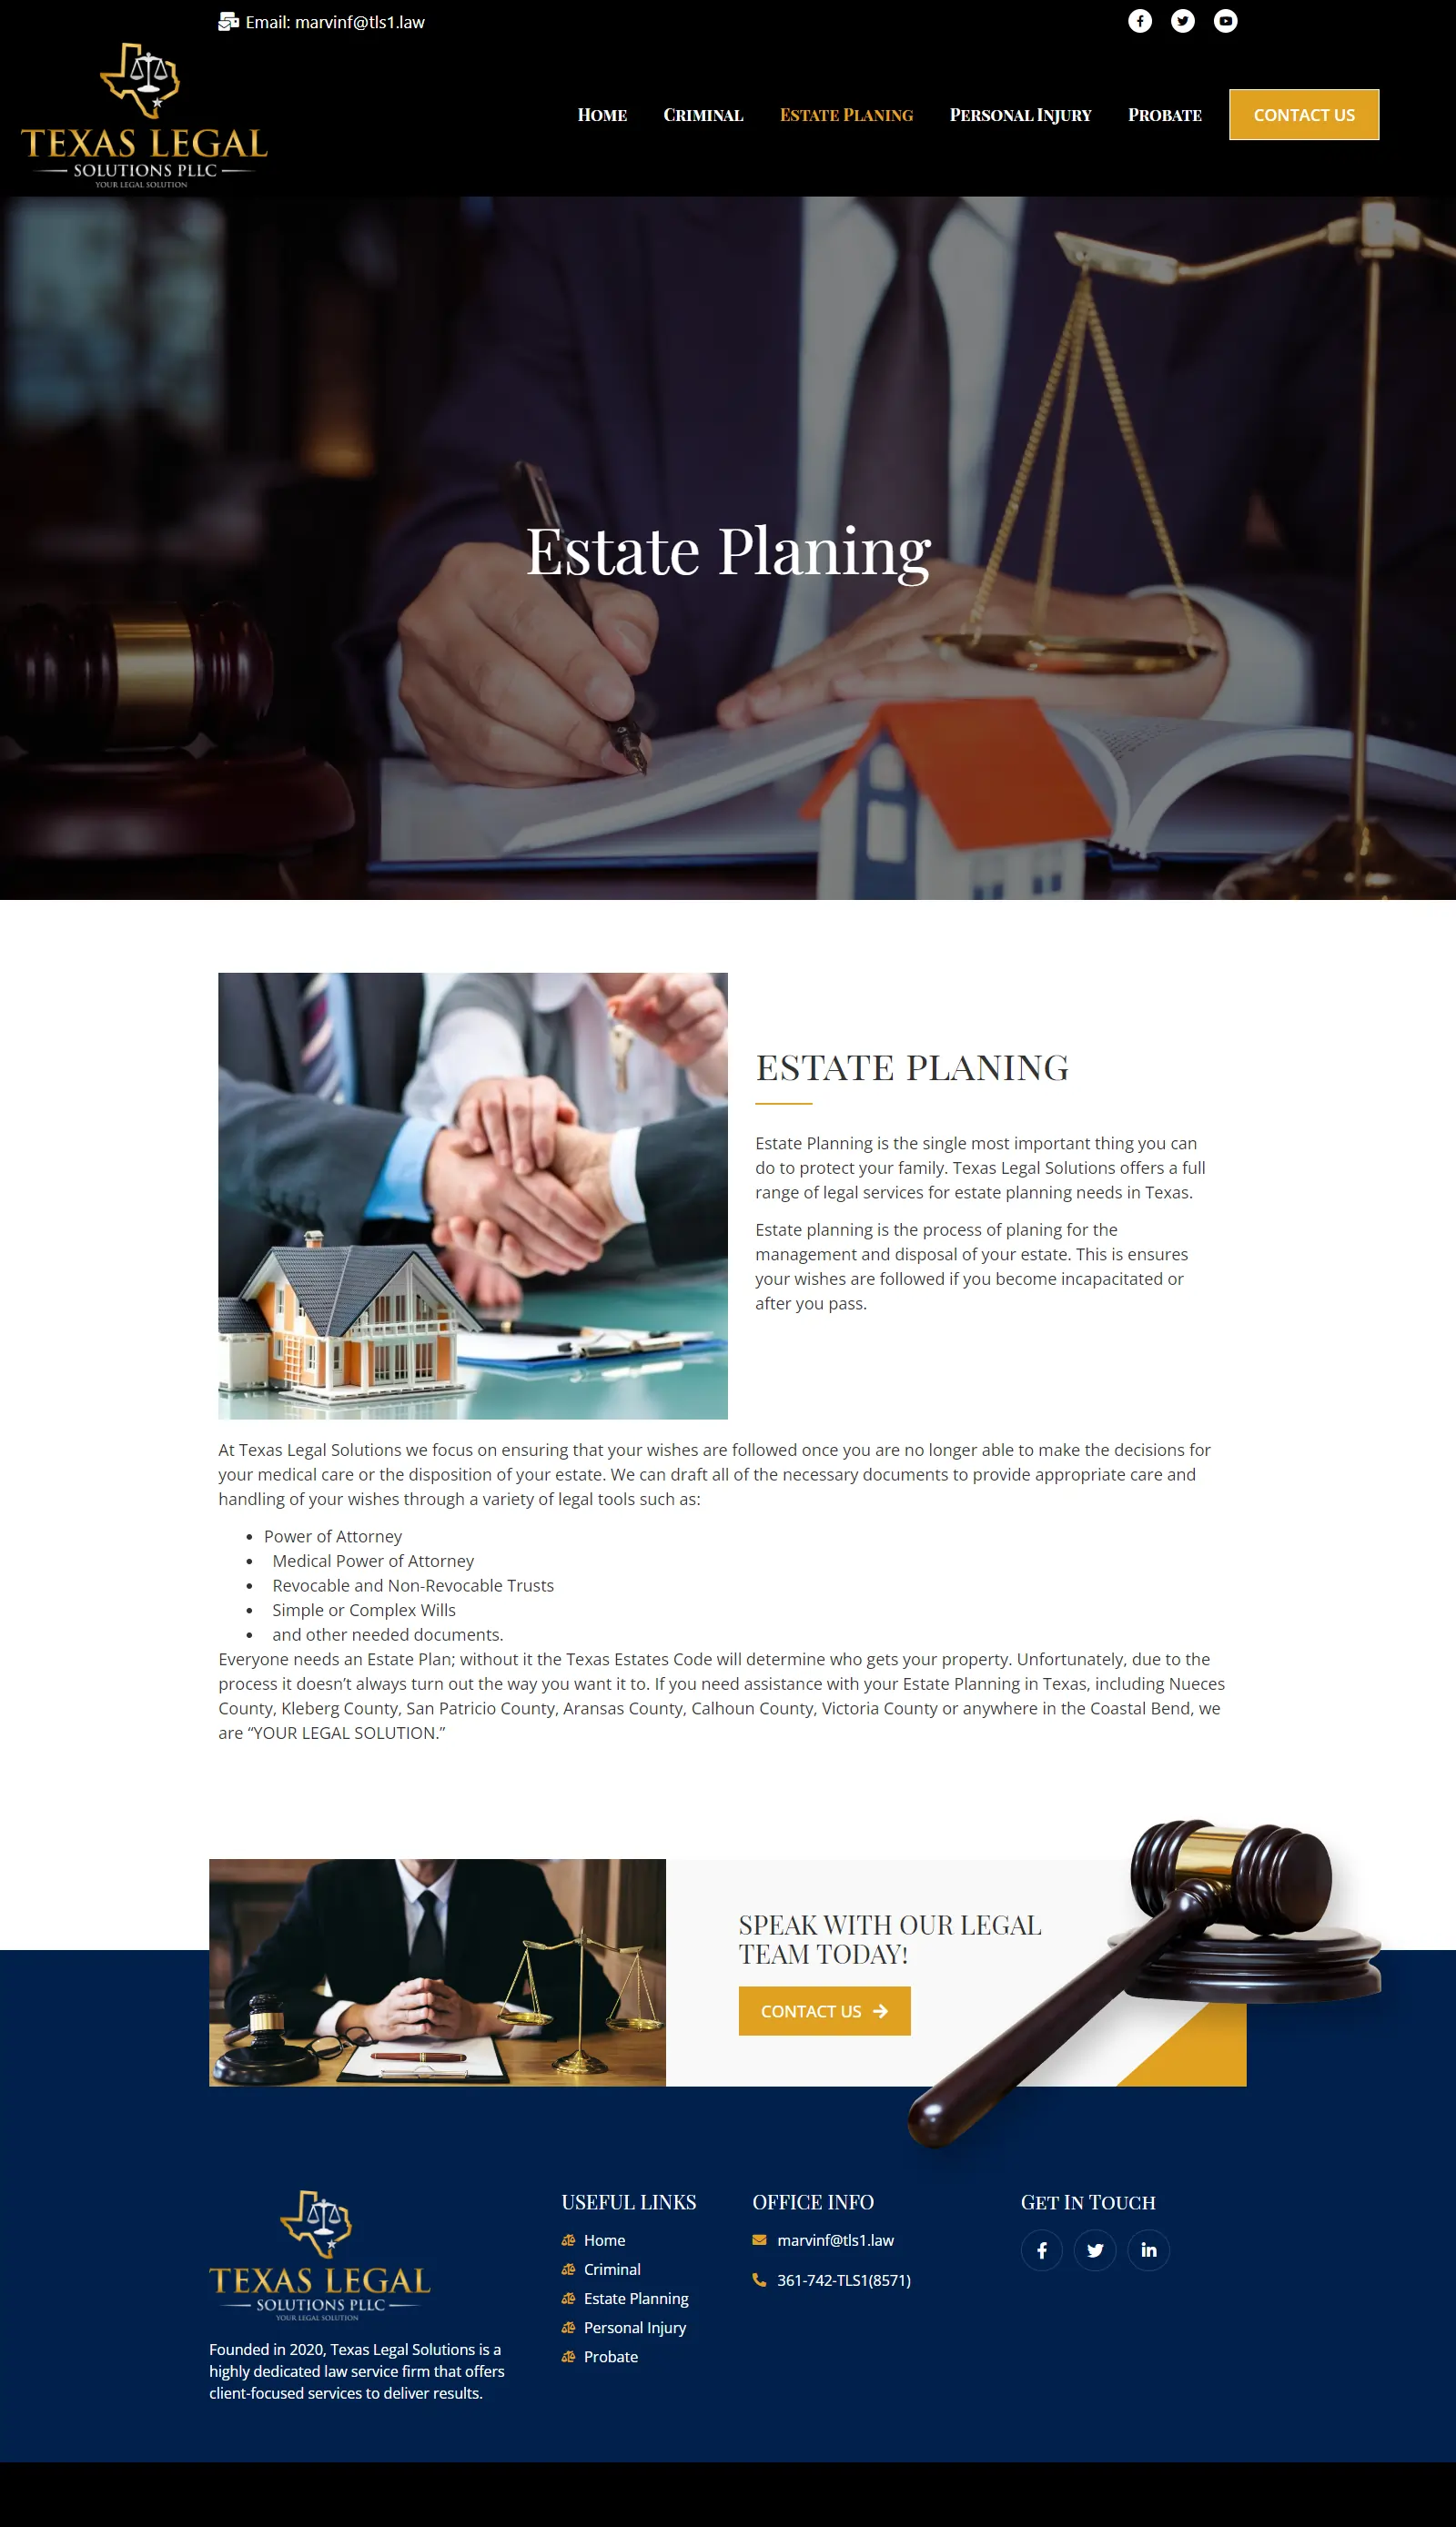 Email: marvinf@tls1.law
TEXAS LEGAL
SOLUTIONS PLLC
YOUR LEGAL SOLUTION
HOME
CRIMINAL
ESTATE PLANING
PERSONAL INJURY
PROBATE
CONTACT US
Estate Planing
ESTATE PLANING
Estate Planning is the single most important thing you can
do to protect your family. Texas Legal Solutions offers a full
range of legal services for estate planning needs in Texas.
Estate planning is the process of planing for the
management and disposal of your estate. This is ensures
your wishes are followed if you become incapacitated or
after you pass.
At Texas Legal Solutions we focus on ensuring that your wishes are followed once you are no longer able to make the decisions for
your medical care or the disposition of your estate. We can draft all of the necessary documents to provide appropriate care and
handling of your wishes through a variety of legal tools such as:
• Power of Attorney
• Medical Power of Attorney
• Revocable and Non-Revocable Trusts
• Simple or Complex Wills
• and other needed documents.
Everyone needs an Estate Plan; without it the Texas Estates Code will determine who gets your property. Unfortunately, due to the
process it doesn’t always turn out the way you want it to. If you need assistance with your Estate Planning in Texas, including Nueces
County, Kleberg County, San Patricio County, Aransas County, Calhoun County, Victoria County or anywhere in the Coastal Bend, we
are “YOUR LEGAL SOLUTION.”
SPEAK WITH OUR LEGAL
TEAM TODAY!
CONTACT US
TEXAS LEGAL
SOLUTIONS PLLC
YOUR LEGAL SOLUTION
Founded in 2020, Texas Legal Solutions is a
highly dedicated law service firm that offers
client-focused services to deliver results.
USEFUL LINKS
Home
Criminal
Estate Planning
Personal Injury
Probate
OFFICE INFO
marvinf@tls1.law
361-742-TLS1(8571)
GET IN TOUCH